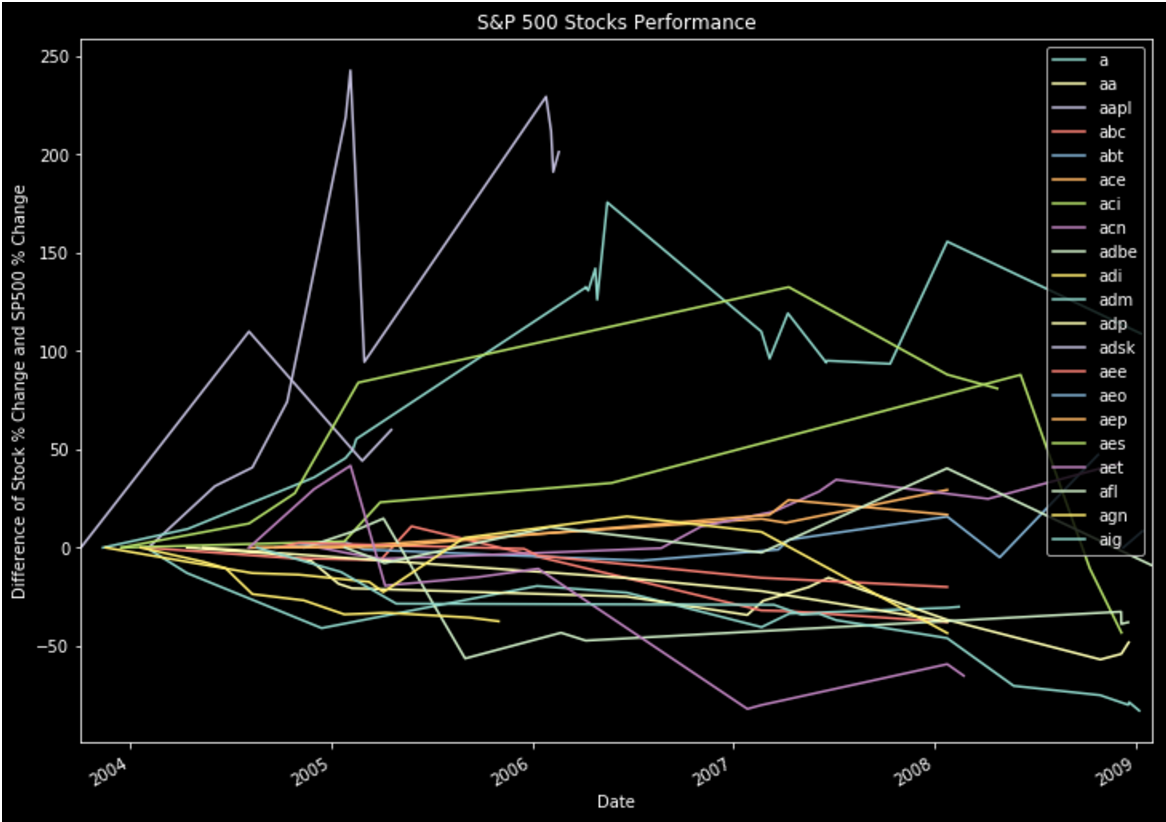 S&P 500 Stocks Performance
Difference of Stock % Change and SP500 % Change
250
200
150
100
50
0
−50
2004
2005
2006
2007
2008
2009
Date
a
aa
aapl
abc
abt
ace
aci
acn
adbe
adi
adm
adp
adsk
aee
aeo
aep
aes
aet
afl
agn
aig